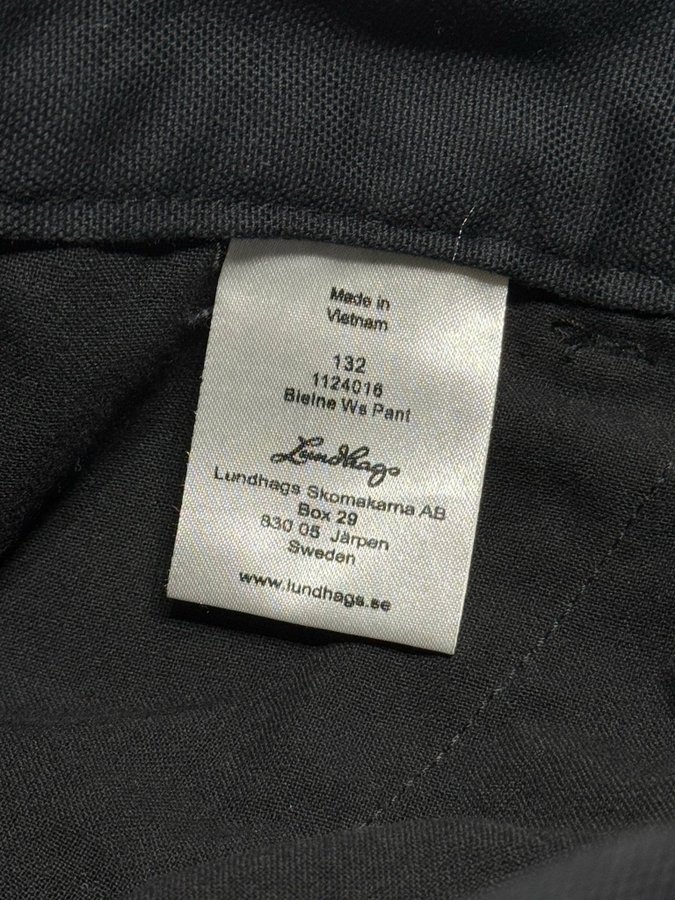 Made in
Vietnam
132
1124016
Bielne Ws Pant
Lundhags
Lundhags Skomakarna AB
Box 29
830 05 Järpen
Sweden
www.lundhags.se